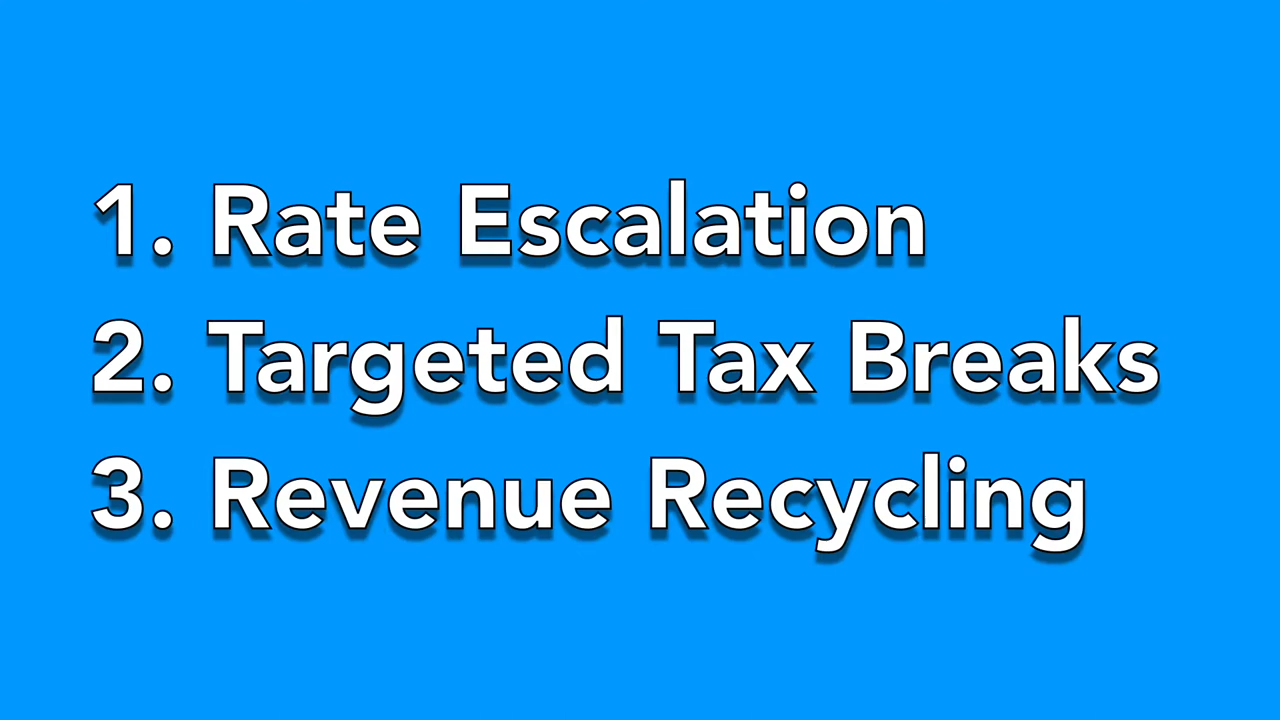 1. Rate Escalation
2. Targeted Tax Breaks
3. Revenue Recycling